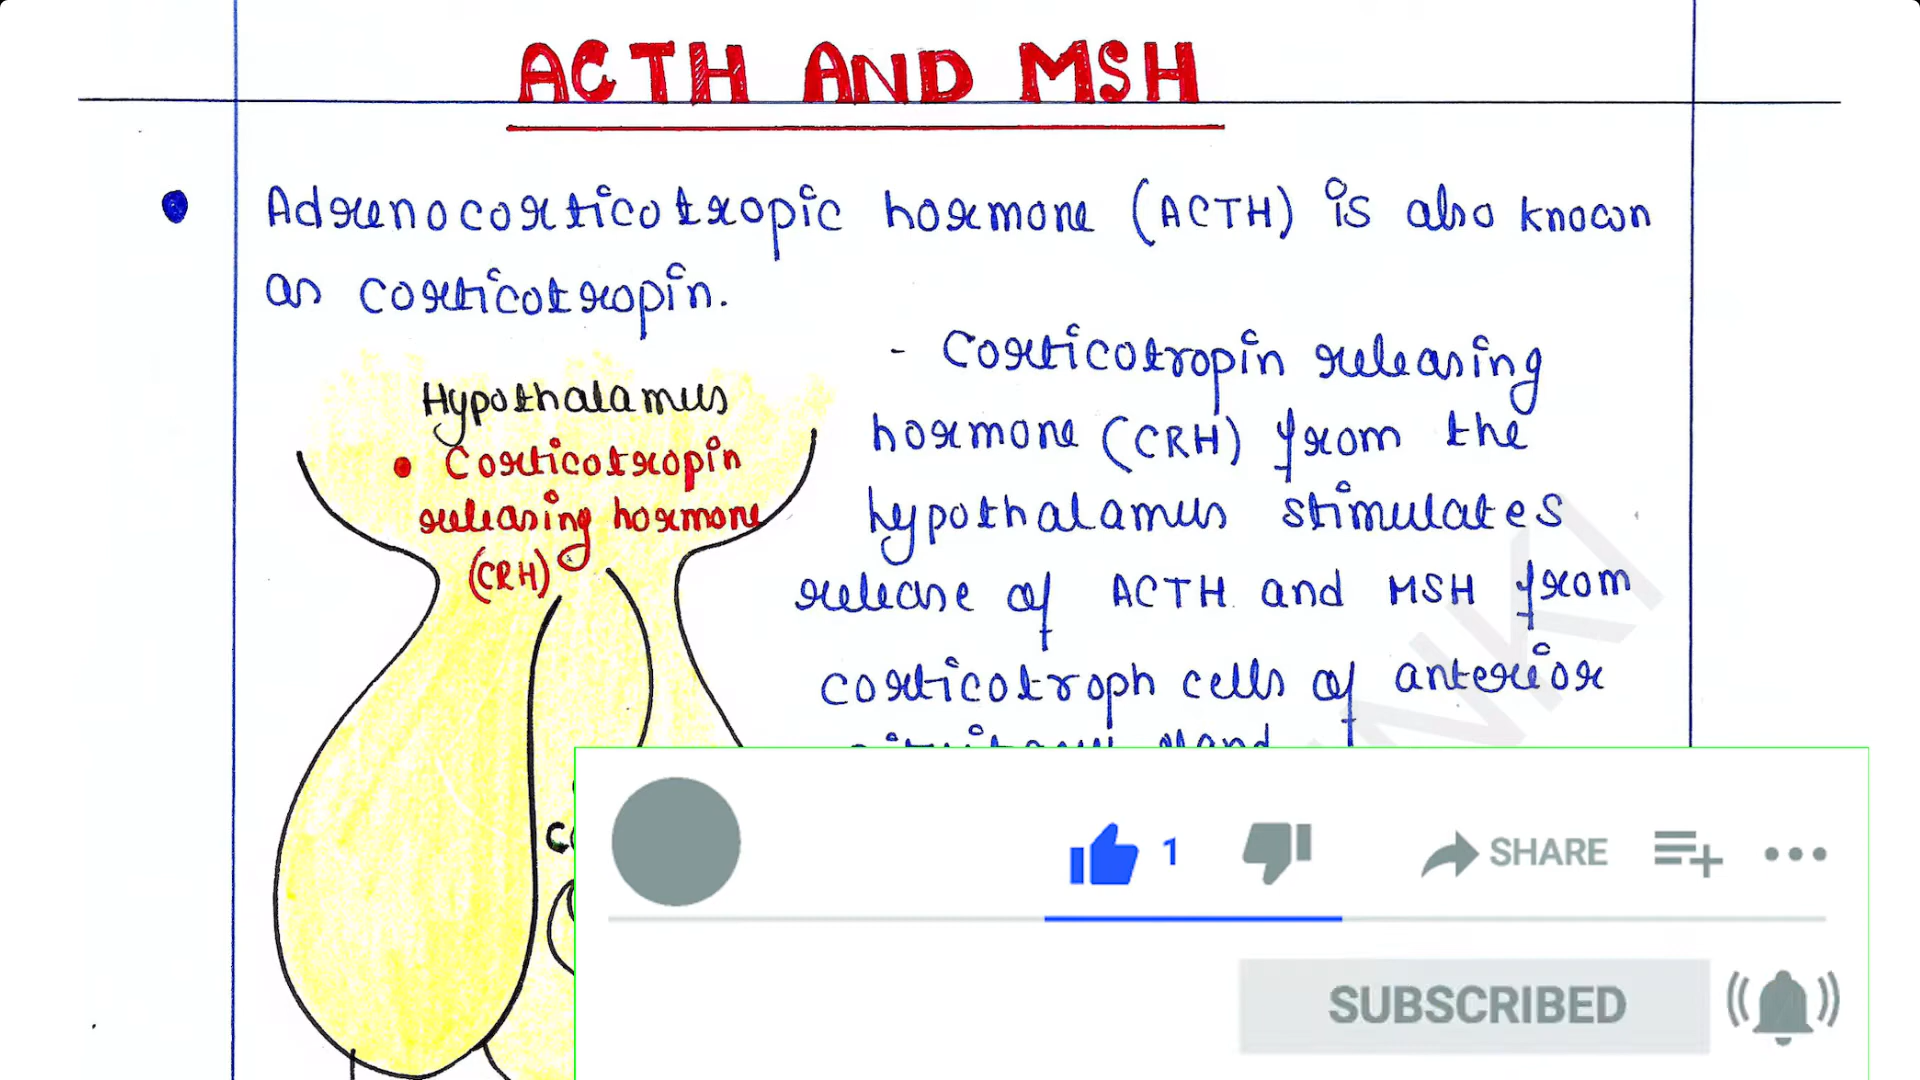 ACTH AND MSH
Adrenocorticotropic hormone (ACTH) is also known
as corticotropin.
- Corticotropin releasing
hormone (CRH) from the
hypothalamus stimulates
release of ACTH and MSH from
corticotroph cells of anterior
Hypothalamus
• Corticotropin
releasing hormone
(CRH)
1
SHARE
SUBSCRIBED